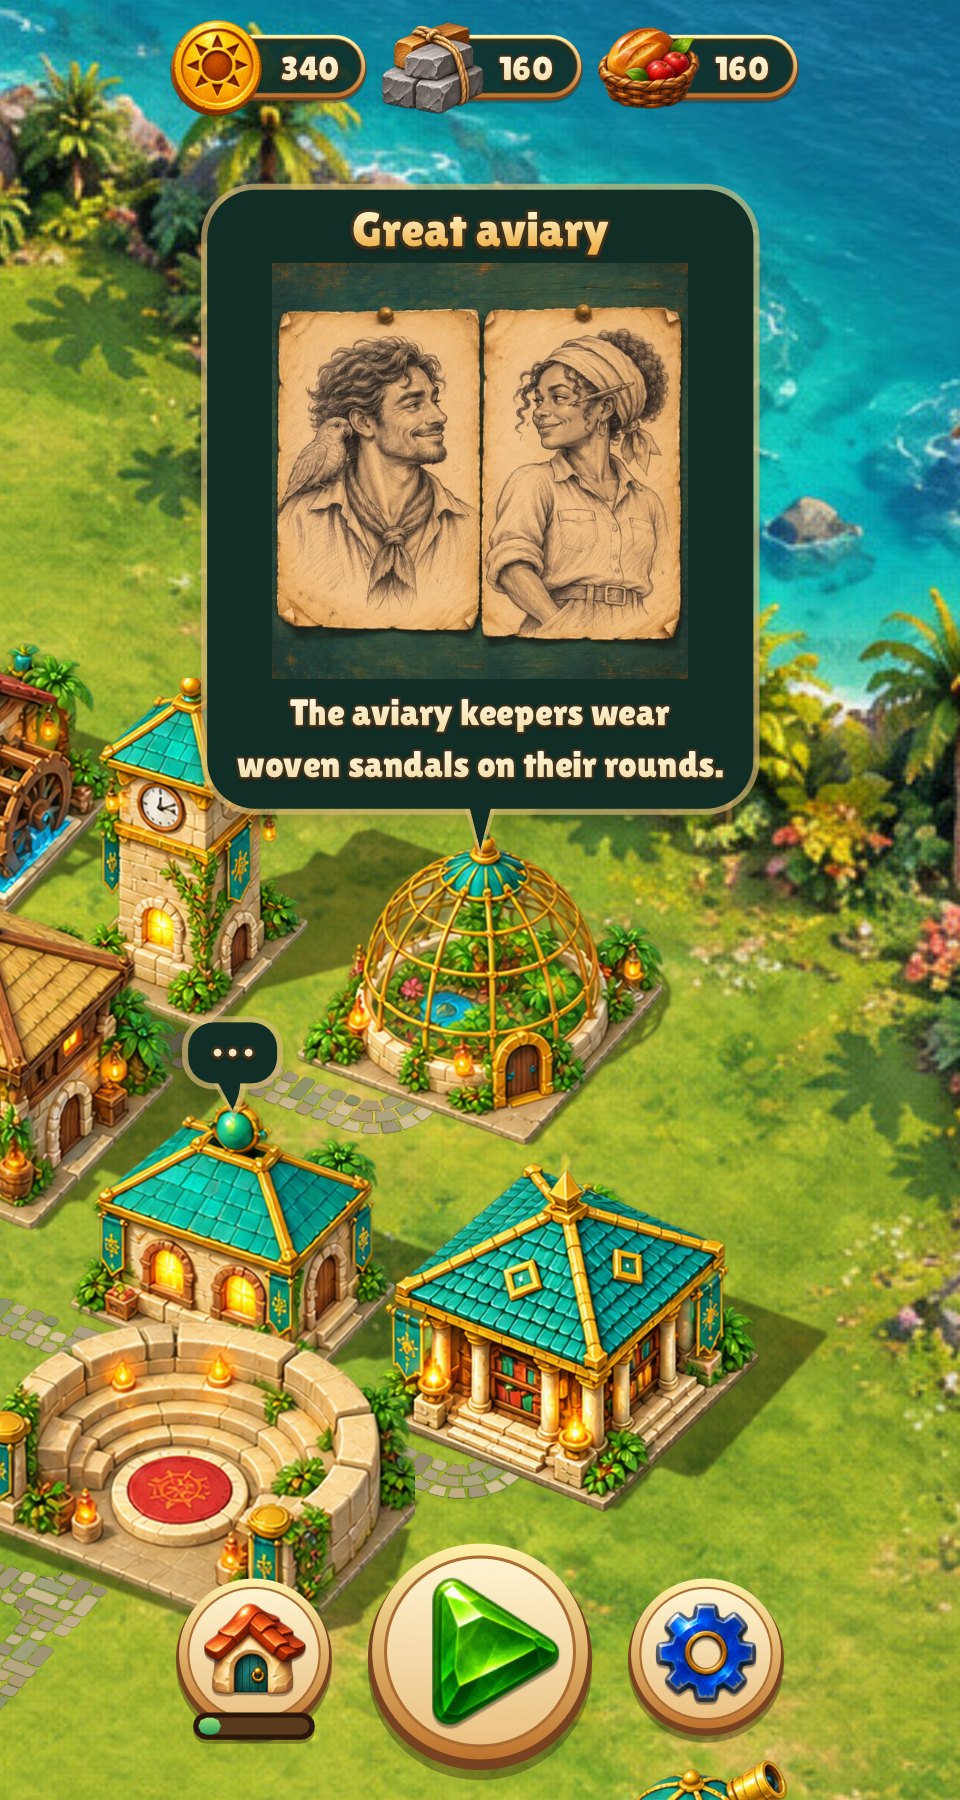 340
160
160
Great aviary
The aviary keepers wear
woven sandals on their rounds.
...